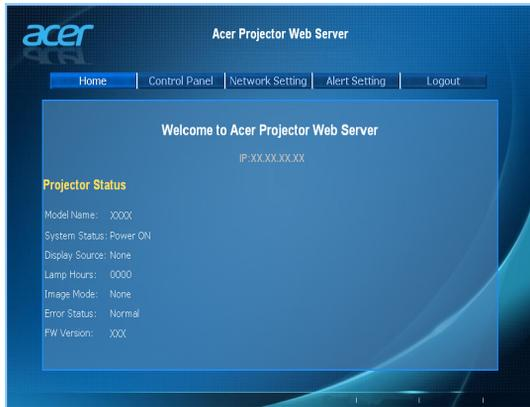 acer
Acer Projector Web Server
Home Control Panel Network Setting Alert Setting Logout
Welcome to Acer Projector Web Server
IP:XX.XX.XX.XX
Projector Status
Model Name: XXXX
System Status: Power ON
Display Source: None
Lamp Hours: 0000
Image Mode: None
Error Status: Normal
FW Version: XXX